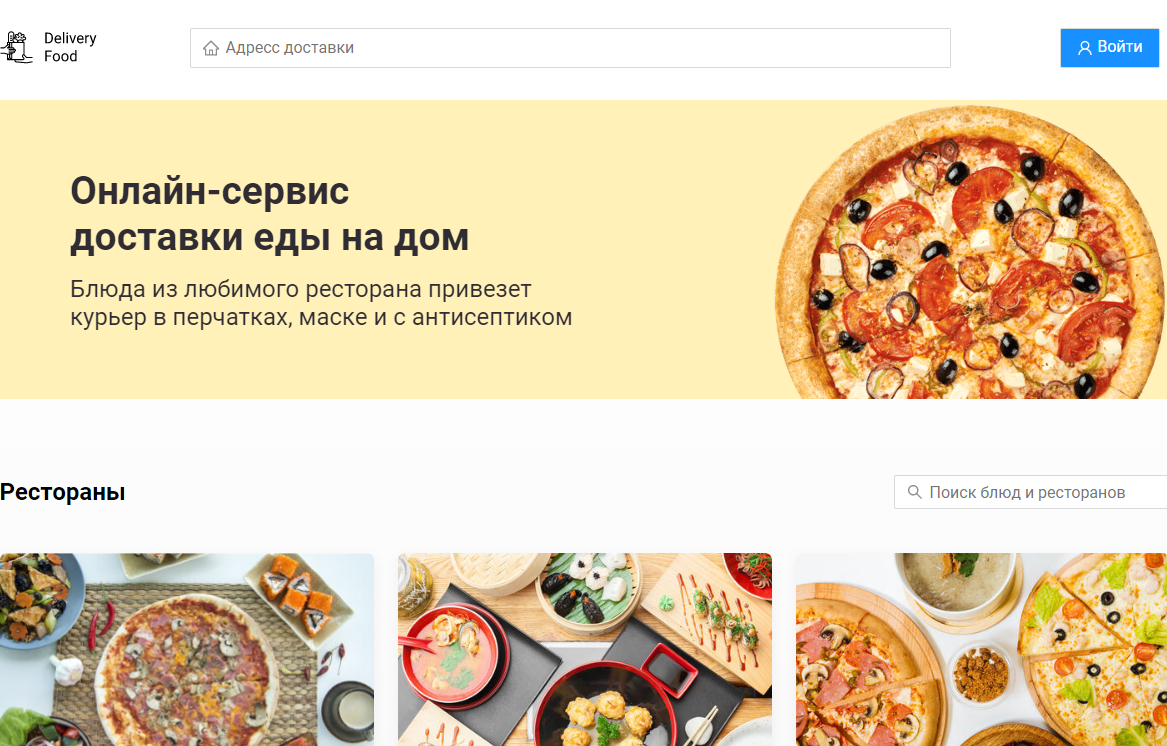 Delivery
Food
Адресс доставки
Войти
Онлайн-сервис
доставки еды на дом
Блюда из любимого ресторана привезет
курьер в перчатках, маске и с антисептиком
Рестораны
Поиск блюд и ресторанов